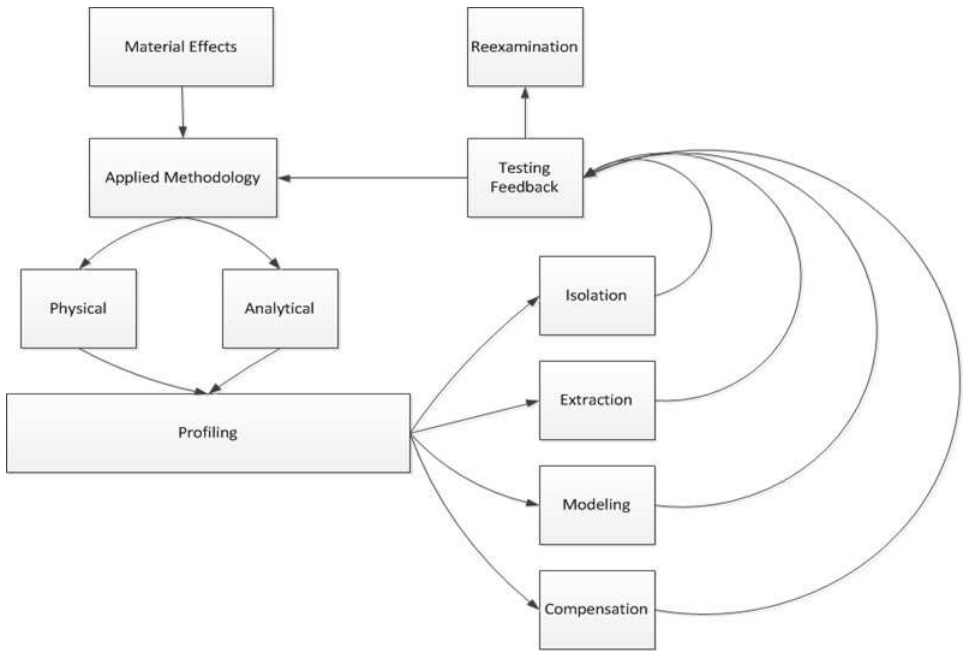 Material Effects
Reexamination
Applied Methodology
Testing
Feedback
Physical
Analytical
Isolation
Extraction
Profiling
Modeling
Compensation